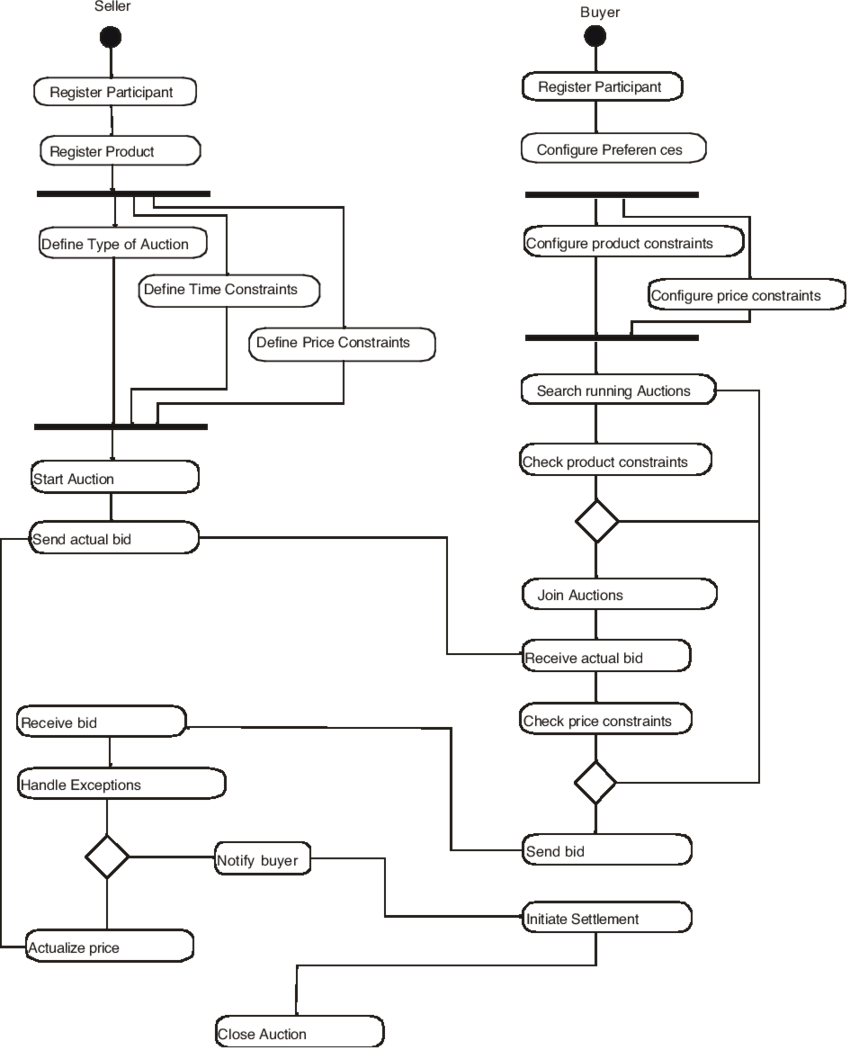 Seller
Buyer
Register Participant
Register Participant
Register Product
Configure Preferen ces
Define Type of Auction
Configure product constraints
Define Time Constraints
Configure price constraints
Define Price Constraints
Search running Auctions
Check product constraints
Start Auction
Send actual bid
Join Auctions
Receive actual bid
Receive bid
Check price constraints
Handle Exceptions
Notify buyer
Send bid
Initiate Settlement
Actualize price
Close Auction